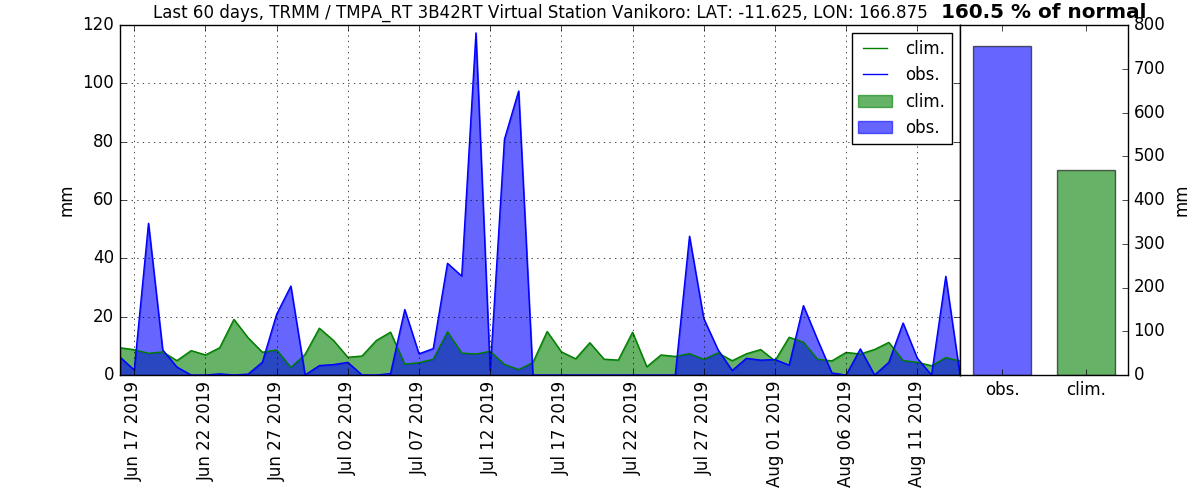 Last 60 days, TRMM / TMPA_RT 3B42RT Virtual Station Vanikoro: LAT: -11.625, LON: 166.875
160.5 % of normal
mm
120
100
80
60
40
20
0
clim.
obs.
clim.
obs.
Jun 17 2019
Jun 22 2019
Jun 27 2019
Jul 02 2019
Jul 07 2019
Jul 12 2019
Jul 17 2019
Jul 22 2019
Jul 27 2019
Aug 01 2019
Aug 06 2019
Aug 11 2019
800
700
600
500
400
300
200
100
0
mm
obs.
clim.